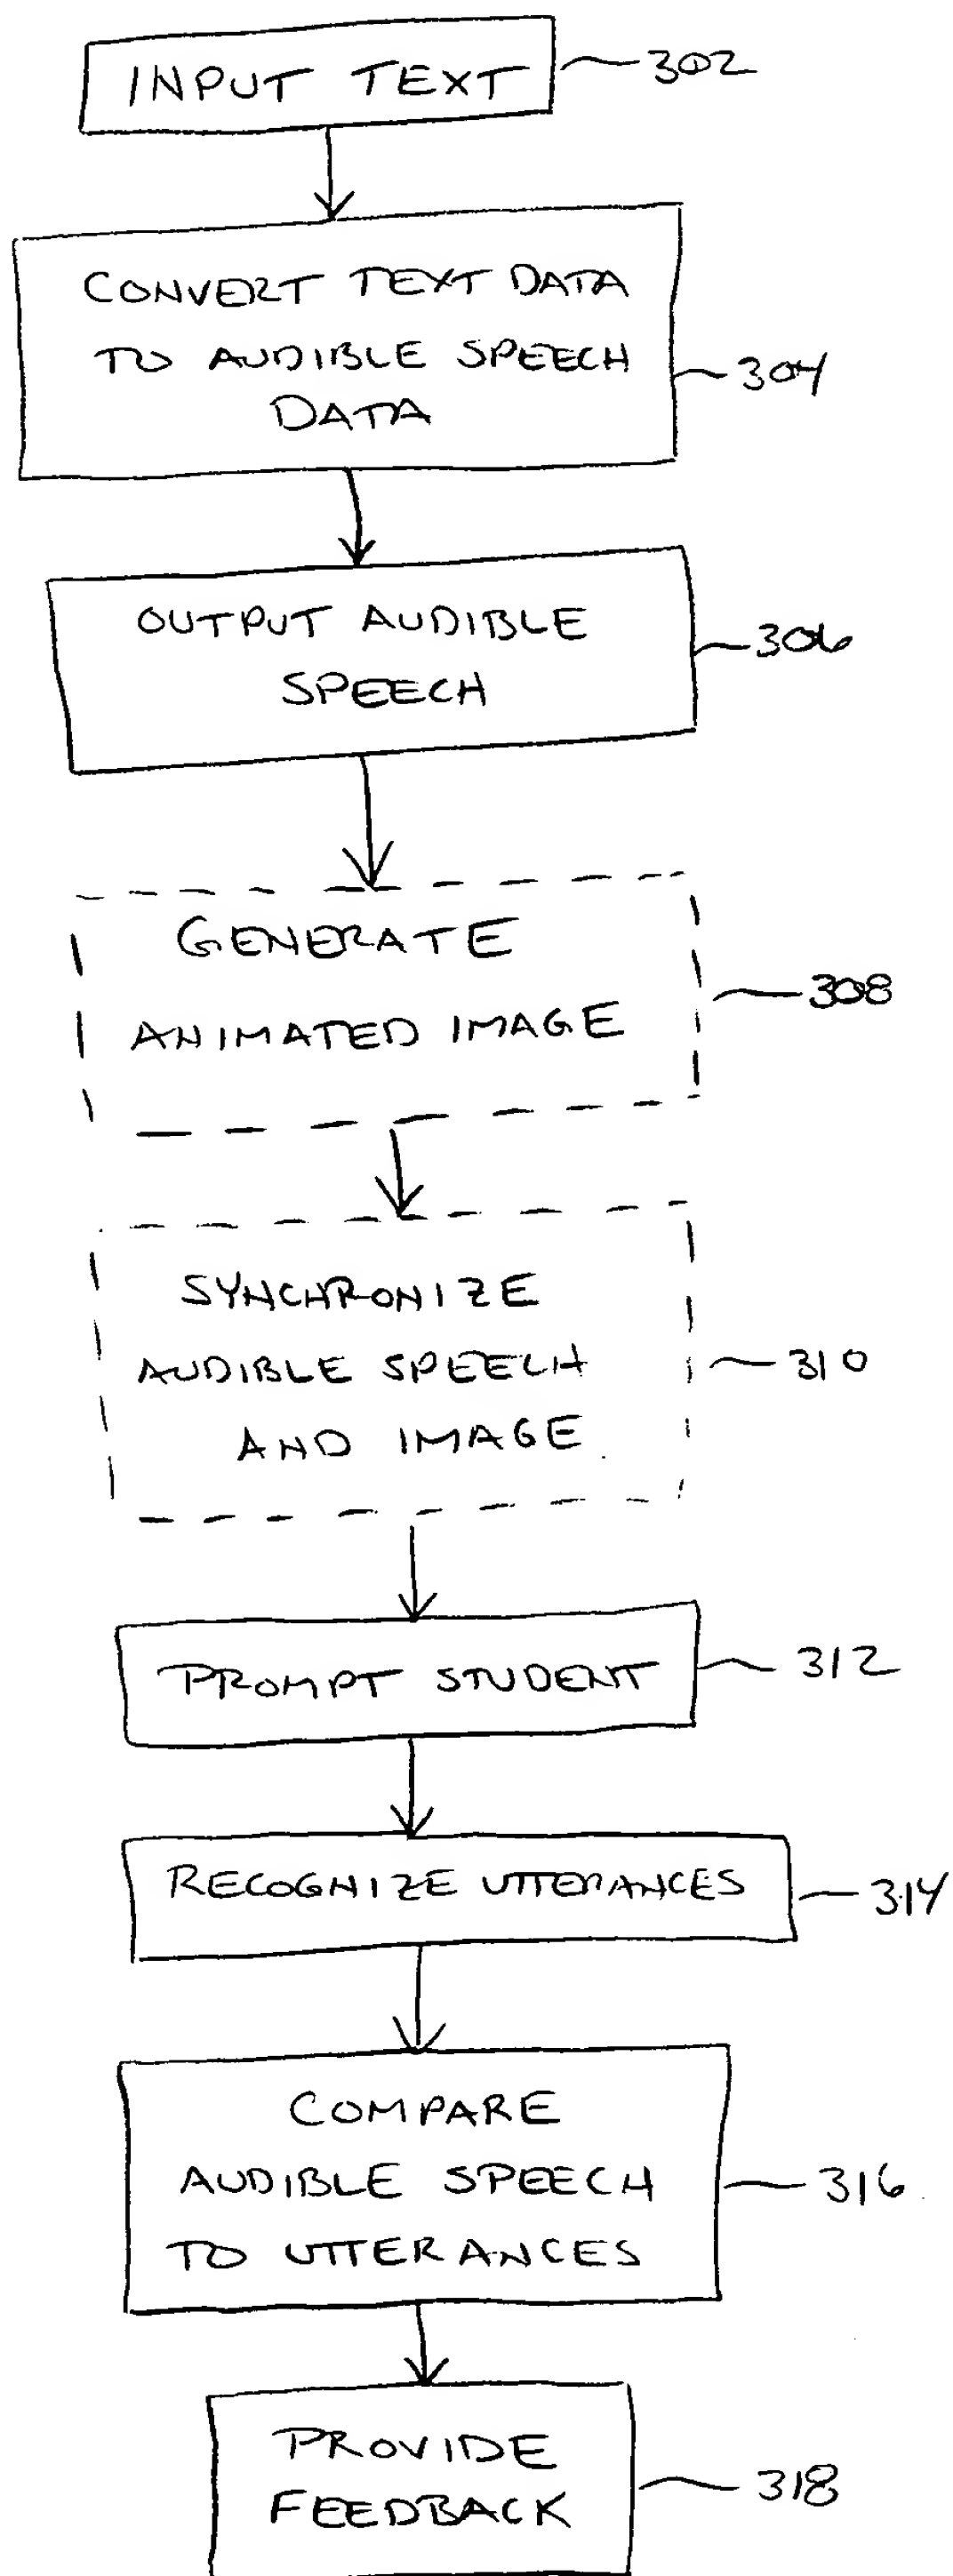 INPUT TEXT 302
CONVERT TEXT DATA
TO AUDIBLE SPEECH
DATA
304
OUTPUT AUDIBLE
SPEECH
306
GENERATE
ANIMATED IMAGE
308
SYNCHRONIZE
AUDIBLE SPEECH
AND IMAGE
310
PROMPT STUDENT 312
RECOGNIZE UTTERANCES 314
COMPARE
AUDIBLE SPEECH
TO UTTERANCES
316
PROVIDE
FEEDBACK
318